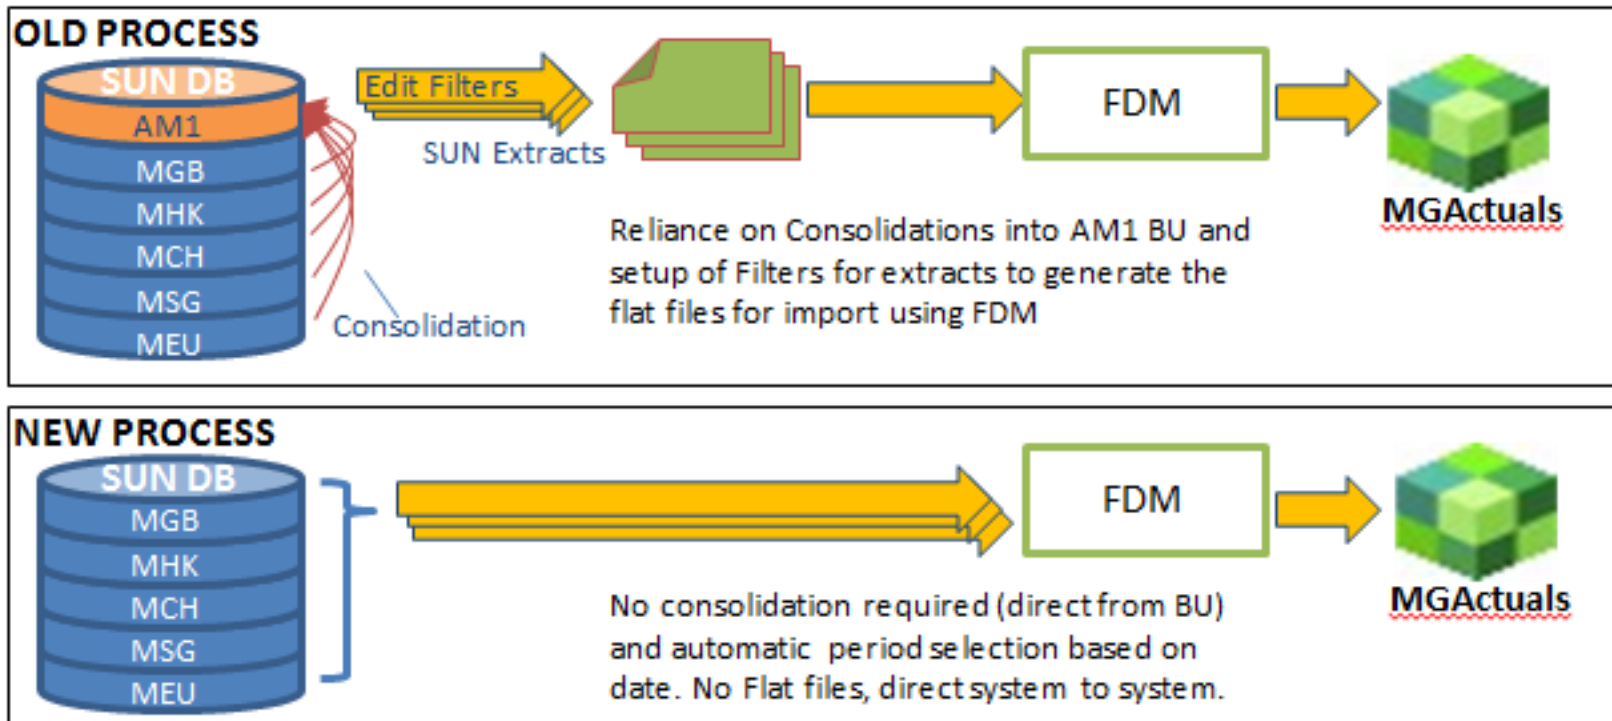 OLD PROCESS
SUN DB
AM1
MGB
MHK
MCH
MSG
MEU
Consolidation
Edit Filters
SUN Extracts
FDM
MGActuals
Reliance on Consolidations into AM1 BU and
setup of Filters for extracts to generate the
flat files for import using FDM
NEW PROCESS
SUN DB
MGB
MHK
MCH
MSG
MEU
FDM
MGActuals
No consolidation required (direct from BU)
and automatic period selection based on
date. No Flat files, direct system to system.